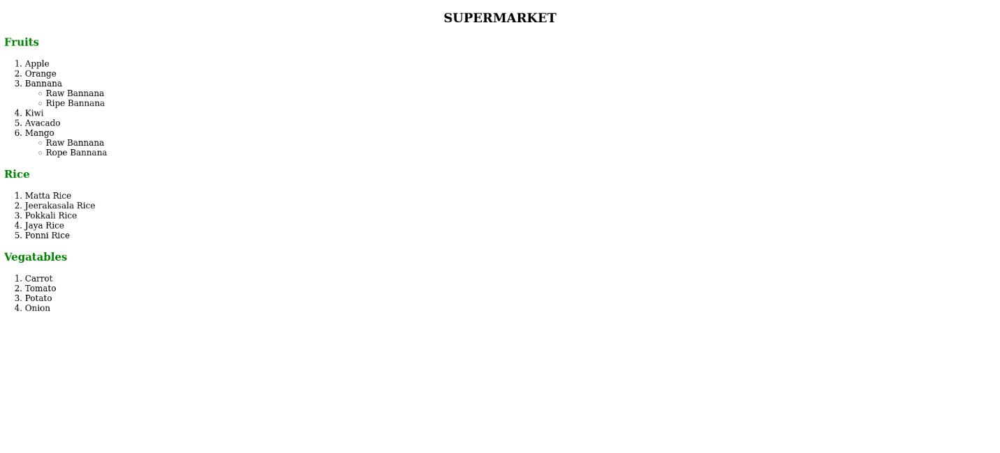 SUPERMARKET
Fruits
1. Apple
2. Orange
3. Bannana
○ Raw Bannana
○ Ripe Bannana
4. Kiwi
5. Avacado
6. Mango
○ Raw Bannana
○ Rope Bannana
Rice
1. Matta Rice
2. Jeerakasala Rice
3. Pokkali Rice
4. Jaya Rice
5. Ponni Rice
Vegatables
1. Carrot
2. Tomato
3. Potato
4. Onion